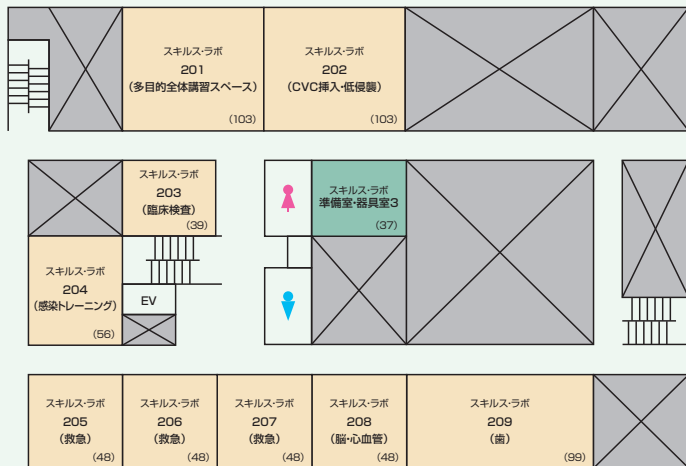 スキルス・ラボ
201
(多目的全体講習スペース)
(103)
スキルス・ラボ
202
(CVC挿入・低侵襲)
(103)
スキルス・ラボ
203
(臨床検査)
(39)
スキルス・ラボ
準備室・器具室3
(37)
スキルス・ラボ
204
(感染トレーニング)
(56)
EV
スキルス・ラボ
205
(救急)
(48)
スキルス・ラボ
206
(救急)
(48)
スキルス・ラボ
207
(救急)
(48)
スキルス・ラボ
208
(脳・心血管)
(48)
スキルス・ラボ
209
(歯)
(99)